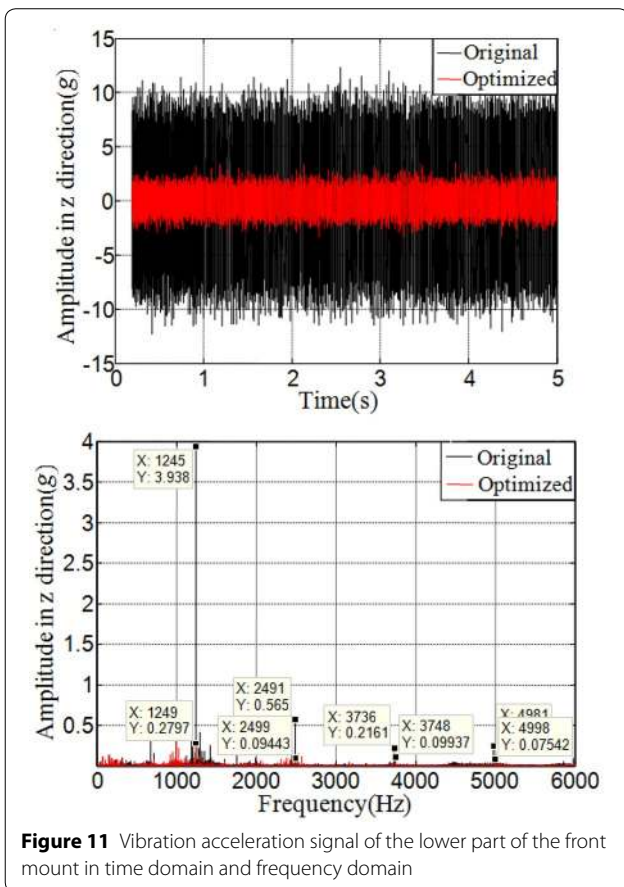 15
10
5
0
-5
-10
-15
0 1 2 3 4 5
Amplitude in z direction(g)
Time(s)
Original
Optimized
4
3.5
3
2.5
2
1.5
1
0.5
0 1000 2000 3000 4000 5000 6000
Amplitude in z direction(g)
Frequency(Hz)
Original
Optimized
X: 1245
Y: 3.938
X: 1249
Y: 0.2797
X: 2491
Y: 0.565
X: 2499
Y: 0.09443
X: 3736
Y: 0.2161
X: 3748
Y: 0.09937
X: 4981
X: 4998
Y: 0.07542
Figure 11 Vibration acceleration signal of the lower part of the front
mount in time domain and frequency domain